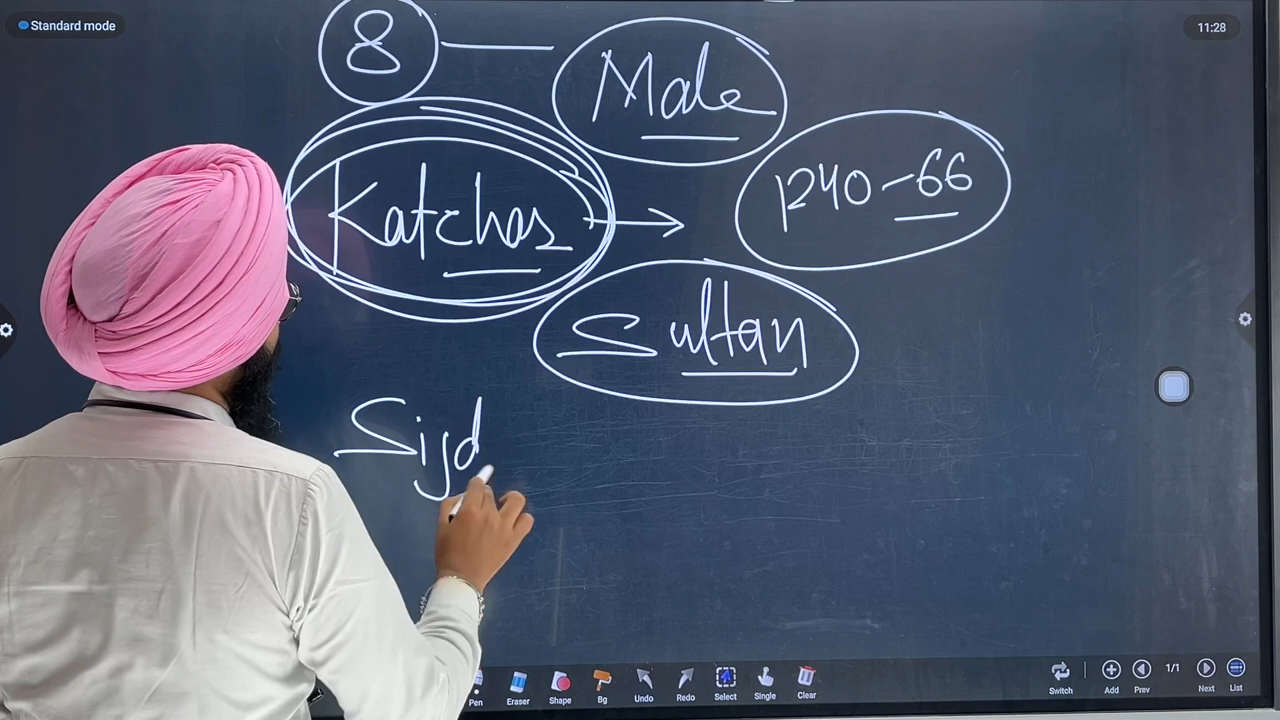 Standard mode
11:28
8 — Male
Katchos → 1240-66
Sultan
Sijd
Pen Eraser Shape Bg Undo Redo Select Single Clear Switch Add Prev 1/1 Next List